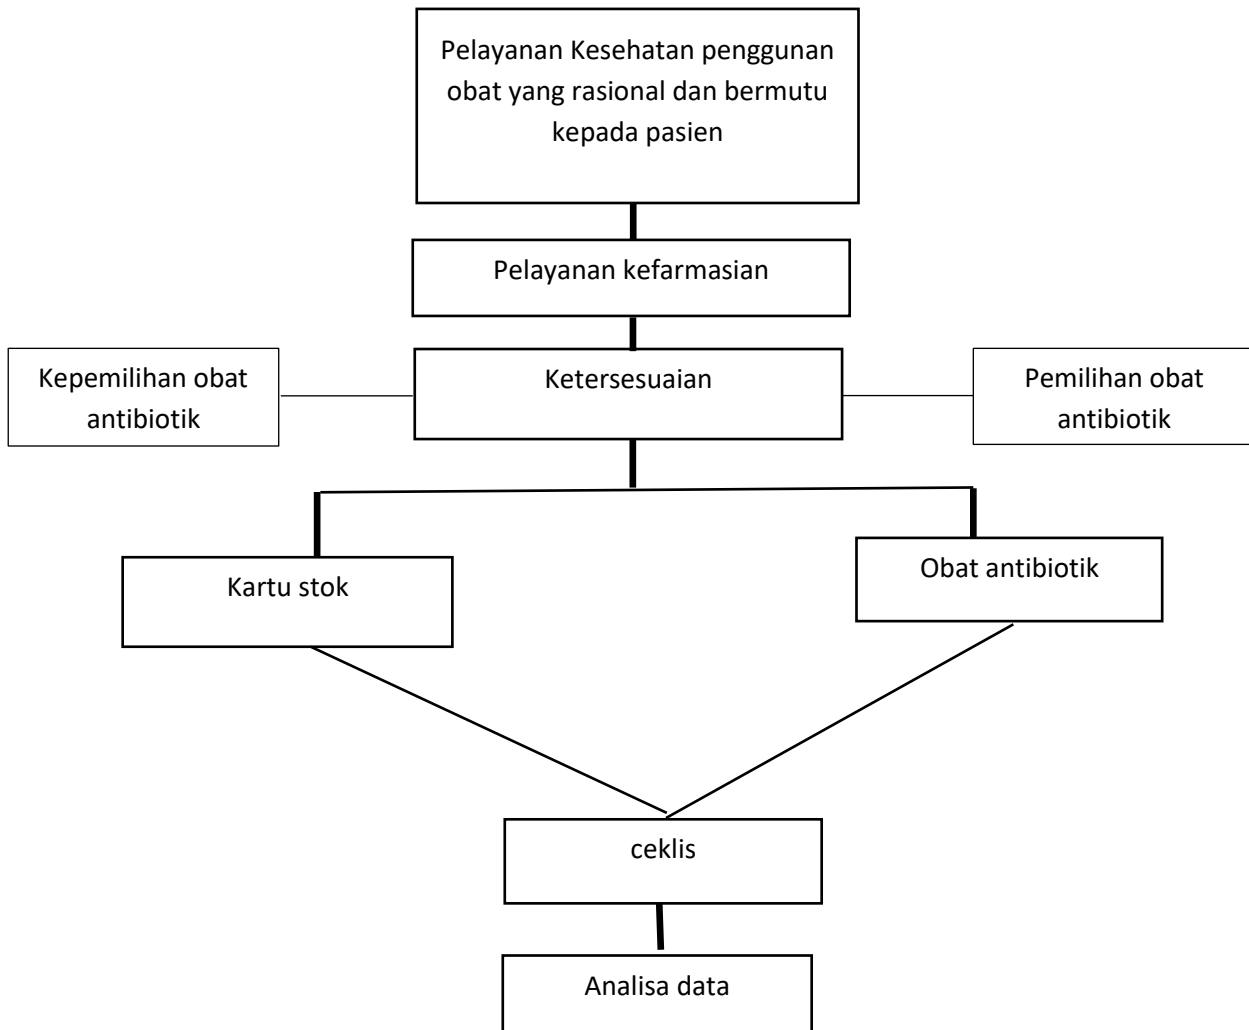 Pelayanan Kesehatan penggunan
obat yang rasional dan bermutu
kepada pasien
Pelayanan kefarmasian
Kepemilihan obat
antibiotik
Ketersesuaian
Pemilihan obat
antibiotik
Kartu stok
Obat antibiotik
ceklis
Analisa data